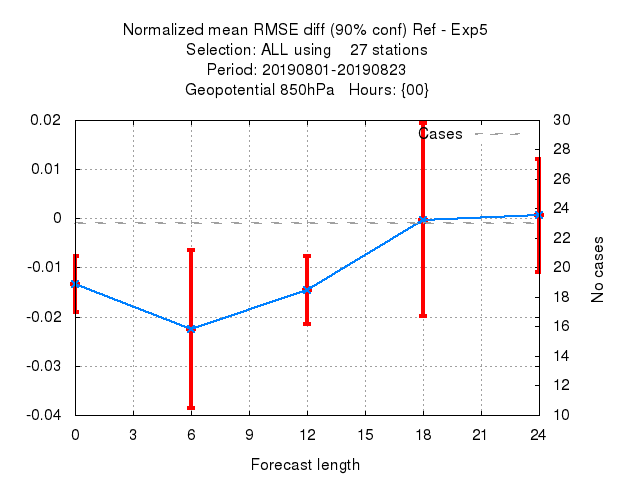 Normalized mean RMSE diff (90% conf) Ref - Exp5
Selection: ALL using    27 stations
Period: 20190801-20190823
Geopotential 850hPa   Hours: {00}
Cases
0.02
0.01
0
-0.01
-0.02
-0.03
-0.04
30
28
26
24
22
20
18
16
14
12
10
No cases
0 3 6 9 12 15 18 21 24
Forecast length